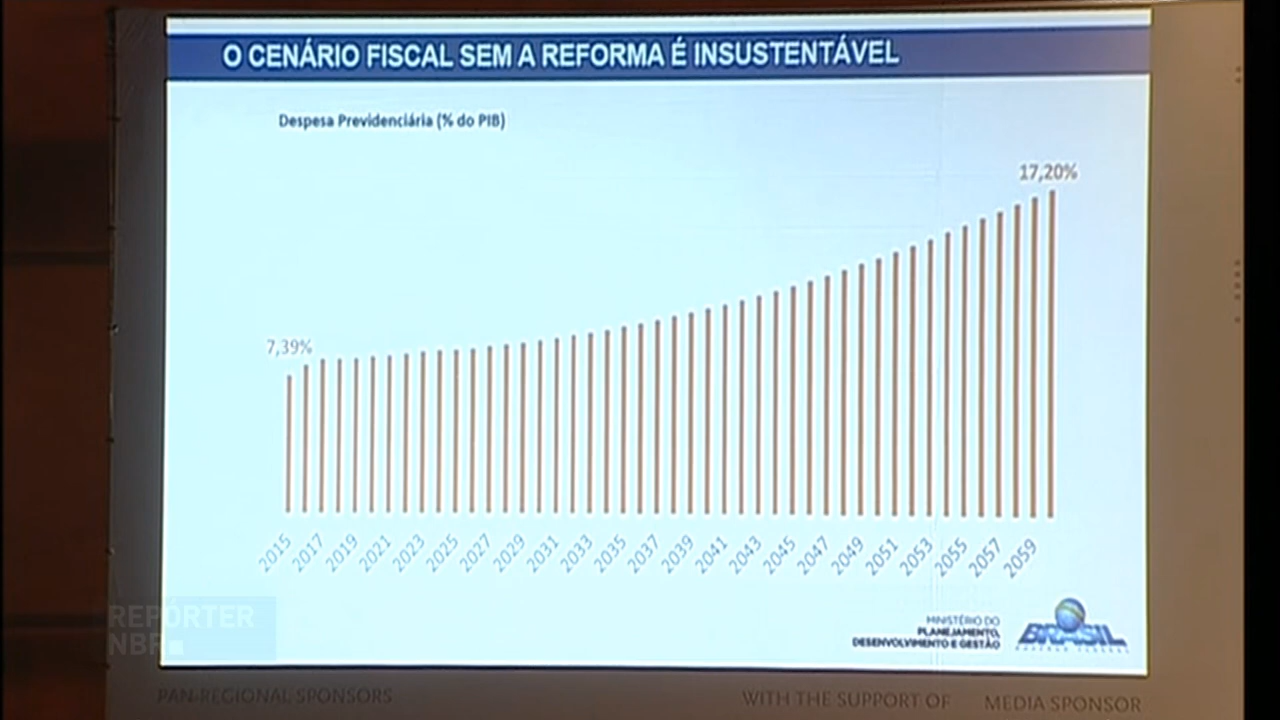 O CENÁRIO FISCAL SEM A REFORMA É INSUSTENTÁVEL
Despesa Previdenciária (% do PIB)
17,20%
7,39%
2015 2017 2019 2021 2023 2025 2027 2029 2031 2033 2035 2037 2039 2041 2043 2045 2047 2049 2051 2053 2055 2057 2059
MINISTÉRIO DO
PLANEJAMENTO,
DESENVOLVIMENTO E GESTÃO
BRASIL
REPÓRTER
NBR
PAN-REGIONAL SPONSORS WITH THE SUPPORT OF MEDIA SPONSOR